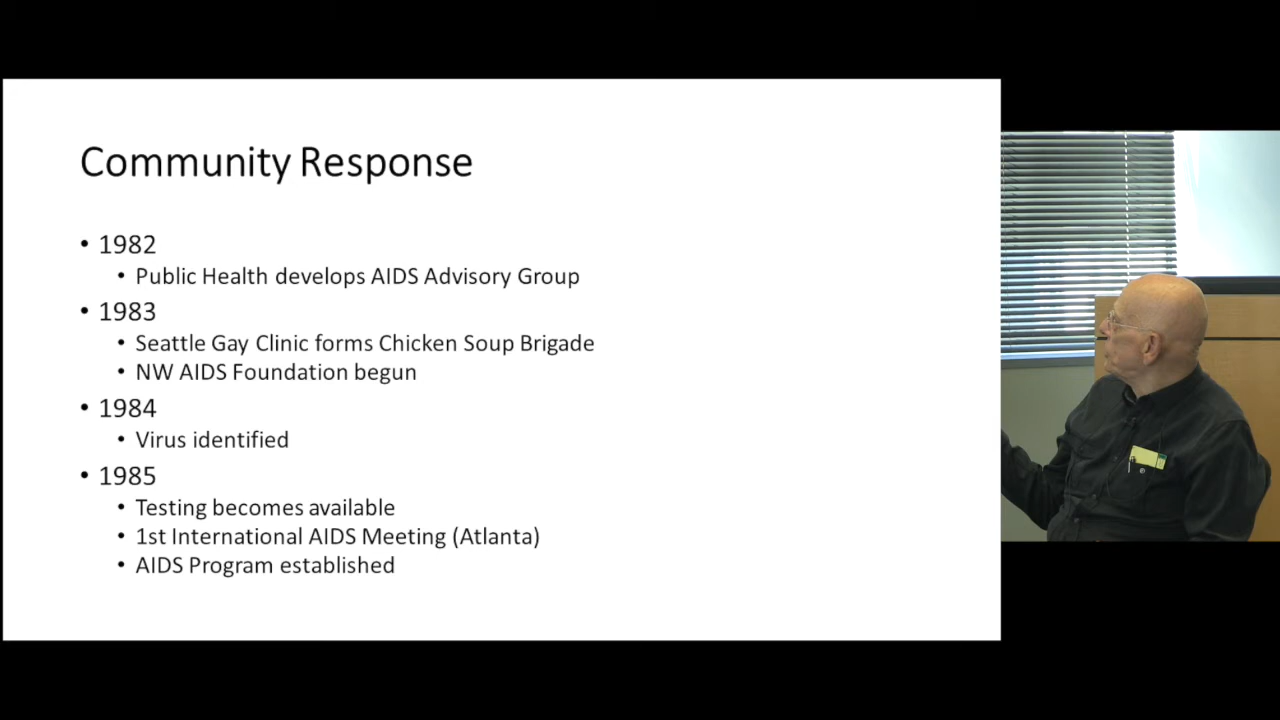 Community Response
• 1982
• Public Health develops AIDS Advisory Group
• 1983
• Seattle Gay Clinic forms Chicken Soup Brigade
• NW AIDS Foundation begun
• 1984
• Virus identified
• 1985
• Testing becomes available
• 1st International AIDS Meeting (Atlanta)
• AIDS Program established